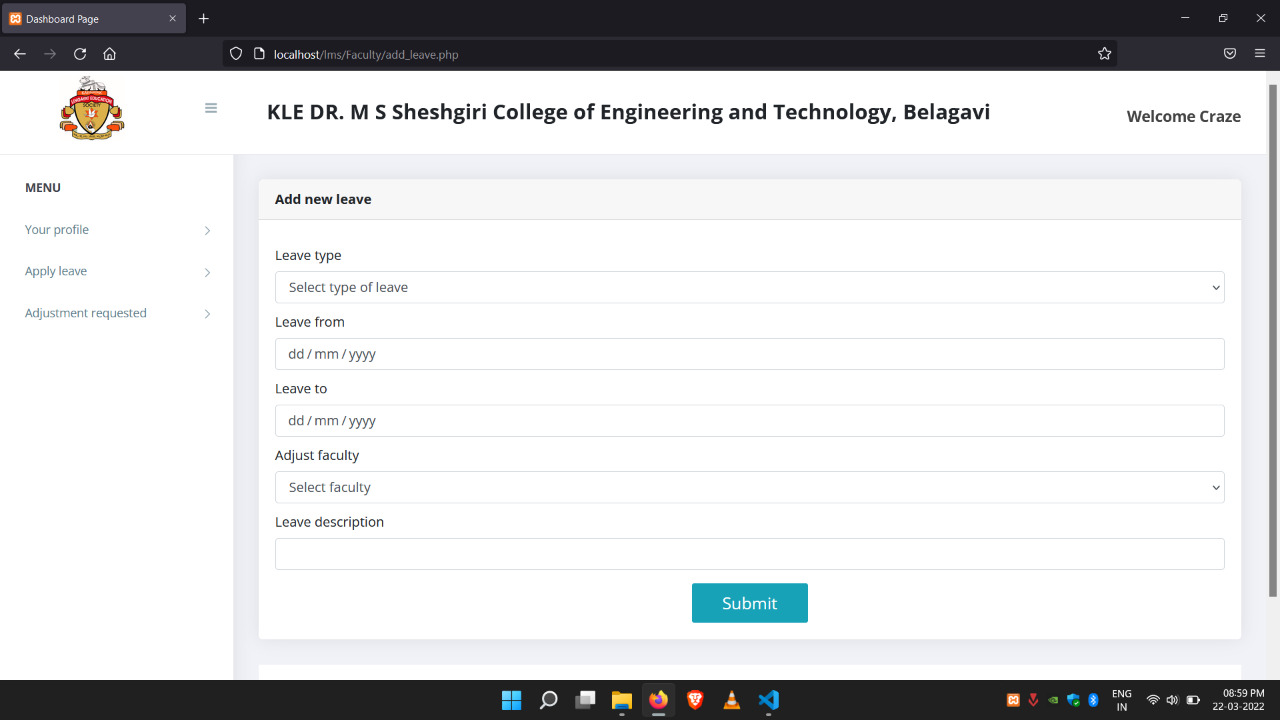 Dashboard Page
localhost/lms/Faculty/add_leave.php
KLE DR. M S Sheshgiri College of Engineering and Technology, Belagavi
Welcome Craze
MENU
Your profile
Apply leave
Adjustment requested
Add new leave
Leave type
Select type of leave
Leave from
dd / mm / yyyy
Leave to
dd / mm / yyyy
Adjust faculty
Select faculty
Leave description
Submit
ENG
IN
08:59 PM
22-03-2022